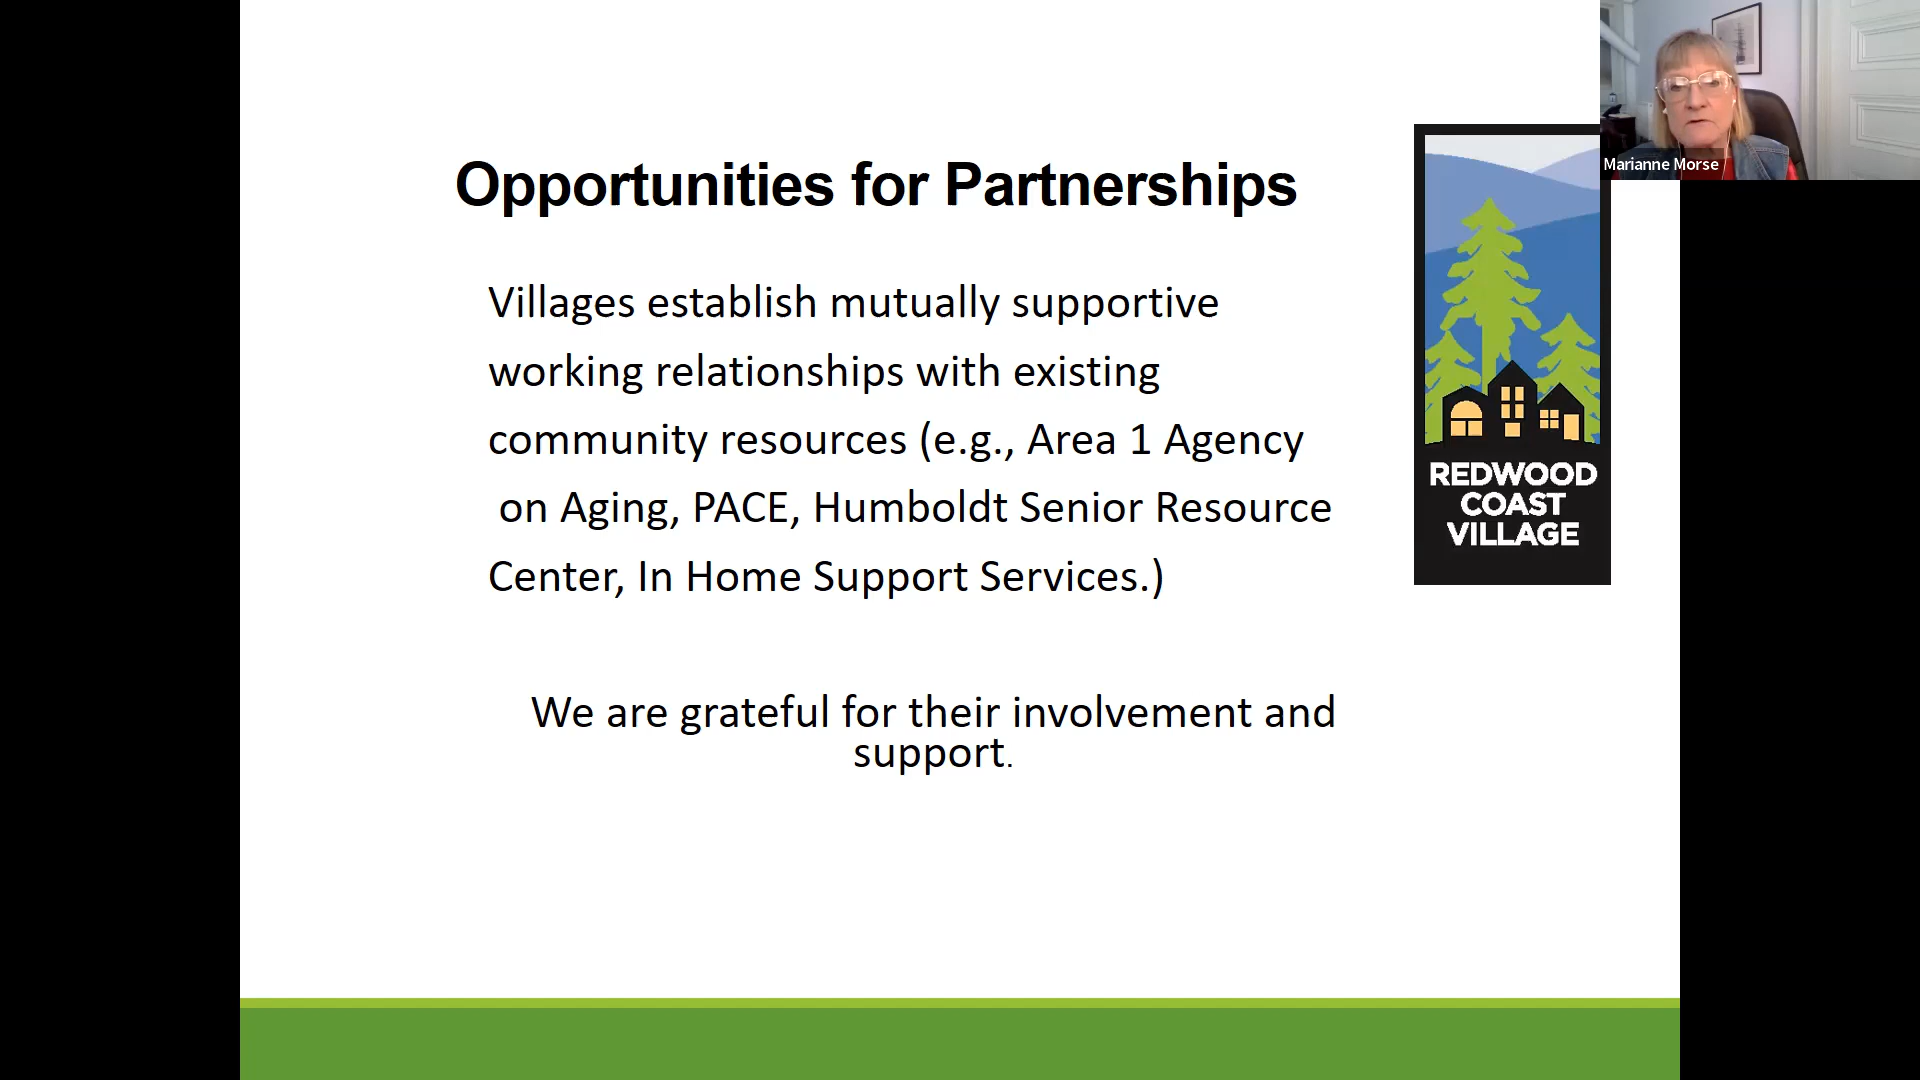 Opportunities for Partnerships
Villages establish mutually supportive
working relationships with existing
community resources (e.g., Area 1 Agency
on Aging, PACE, Humboldt Senior Resource
Center, In Home Support Services.)
We are grateful for their involvement and
support.
REDWOOD
COAST
VILLAGE
Marianne Morse